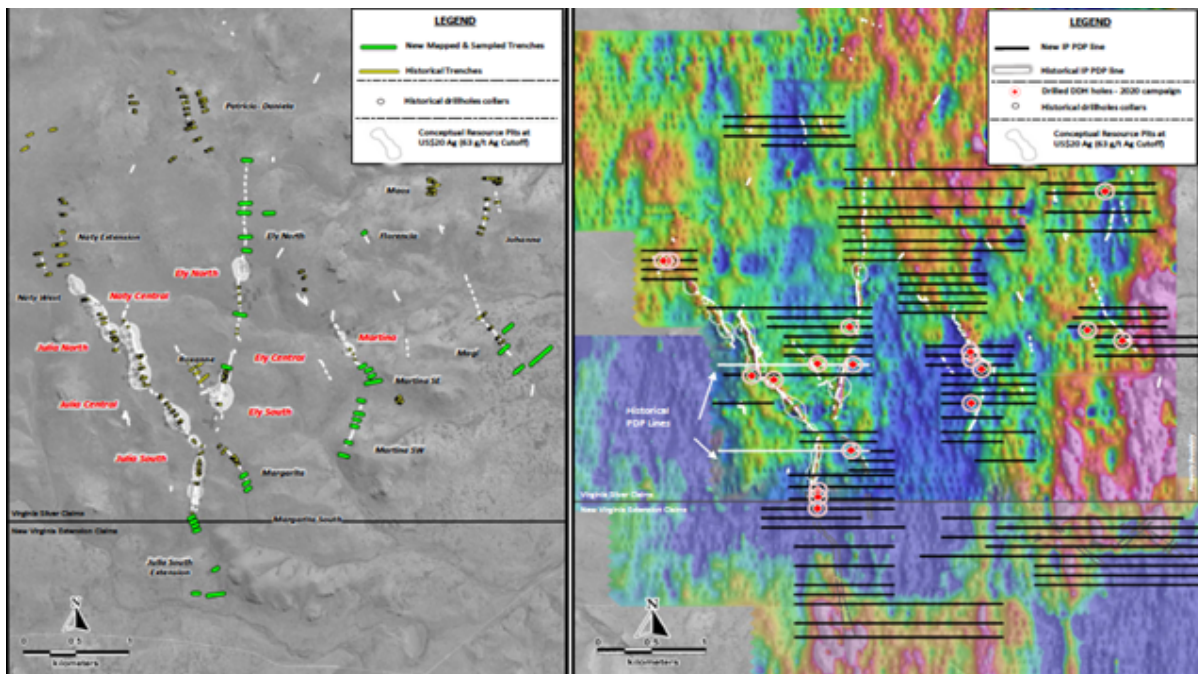 LEGEND
New Mapped & Sampled Trenches
Historical Trenches
Historical drillholes collars
Conceptual Resource Pits at
US$20 Ag (63 g/t Ag Cutoff)
Patricia- Daniela
Maos
Johanna
Naty Extension
Ely North
Florencia
Ely North
Naty West
Naty Central
Julia North
Martina
Magi
Roxanne
Ely Central
Martina SE
Julia Central
Ely South
Julia South
Martina SW
Margarita
Virginia Silver Claims
Margarita South
New Virginia Extension Claims
Julia South
Extension
N
0 0.5 1
kilometers
LEGEND
New IP PDP line
Historical IP PDP line
Drilled DDH holes - 2020 campaign
Historical drillholes collars
Conceptual Resource Pits at
US$20 Ag (63 g/t Ag Cutoff)
Historical
PDP Lines
Virginia Silver Claims
New Virginia Extension Claims
N
0 0.5 1
kilometers